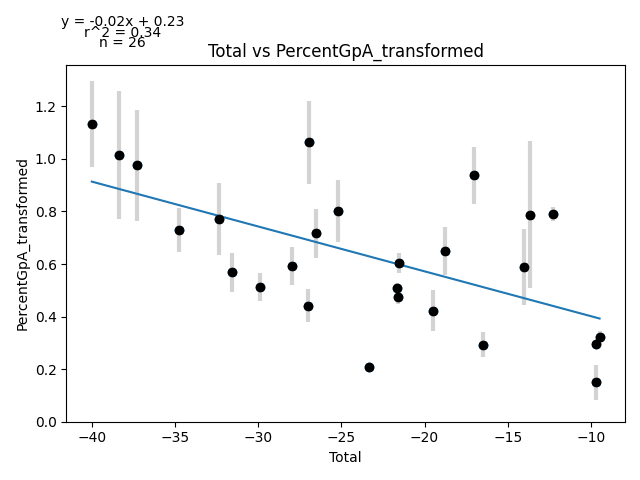 y = -0.02x + 0.23
r^2 = 0.34
n = 26
Total vs PercentGpA_transformed
1.2
1.0
0.8
0.6
0.4
0.2
0.0
PercentGpA_transformed
−40 −35 −30 −25 −20 −15 −10
Total